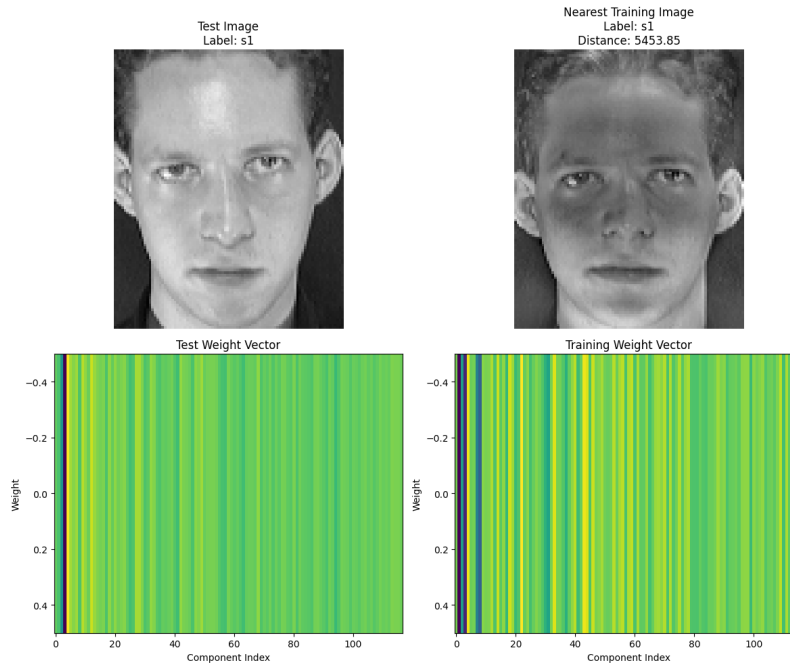 Test Image
Label: s1
Nearest Training Image
Label: s1
Distance: 5453.85
Test Weight Vector
−0.4
−0.2
0.0
0.2
0.4
Weight
0
20
40
60
80
100
Component Index
Training Weight Vector
−0.4
−0.2
0.0
0.2
0.4
Weight
0
20
40
60
80
100
Component Index